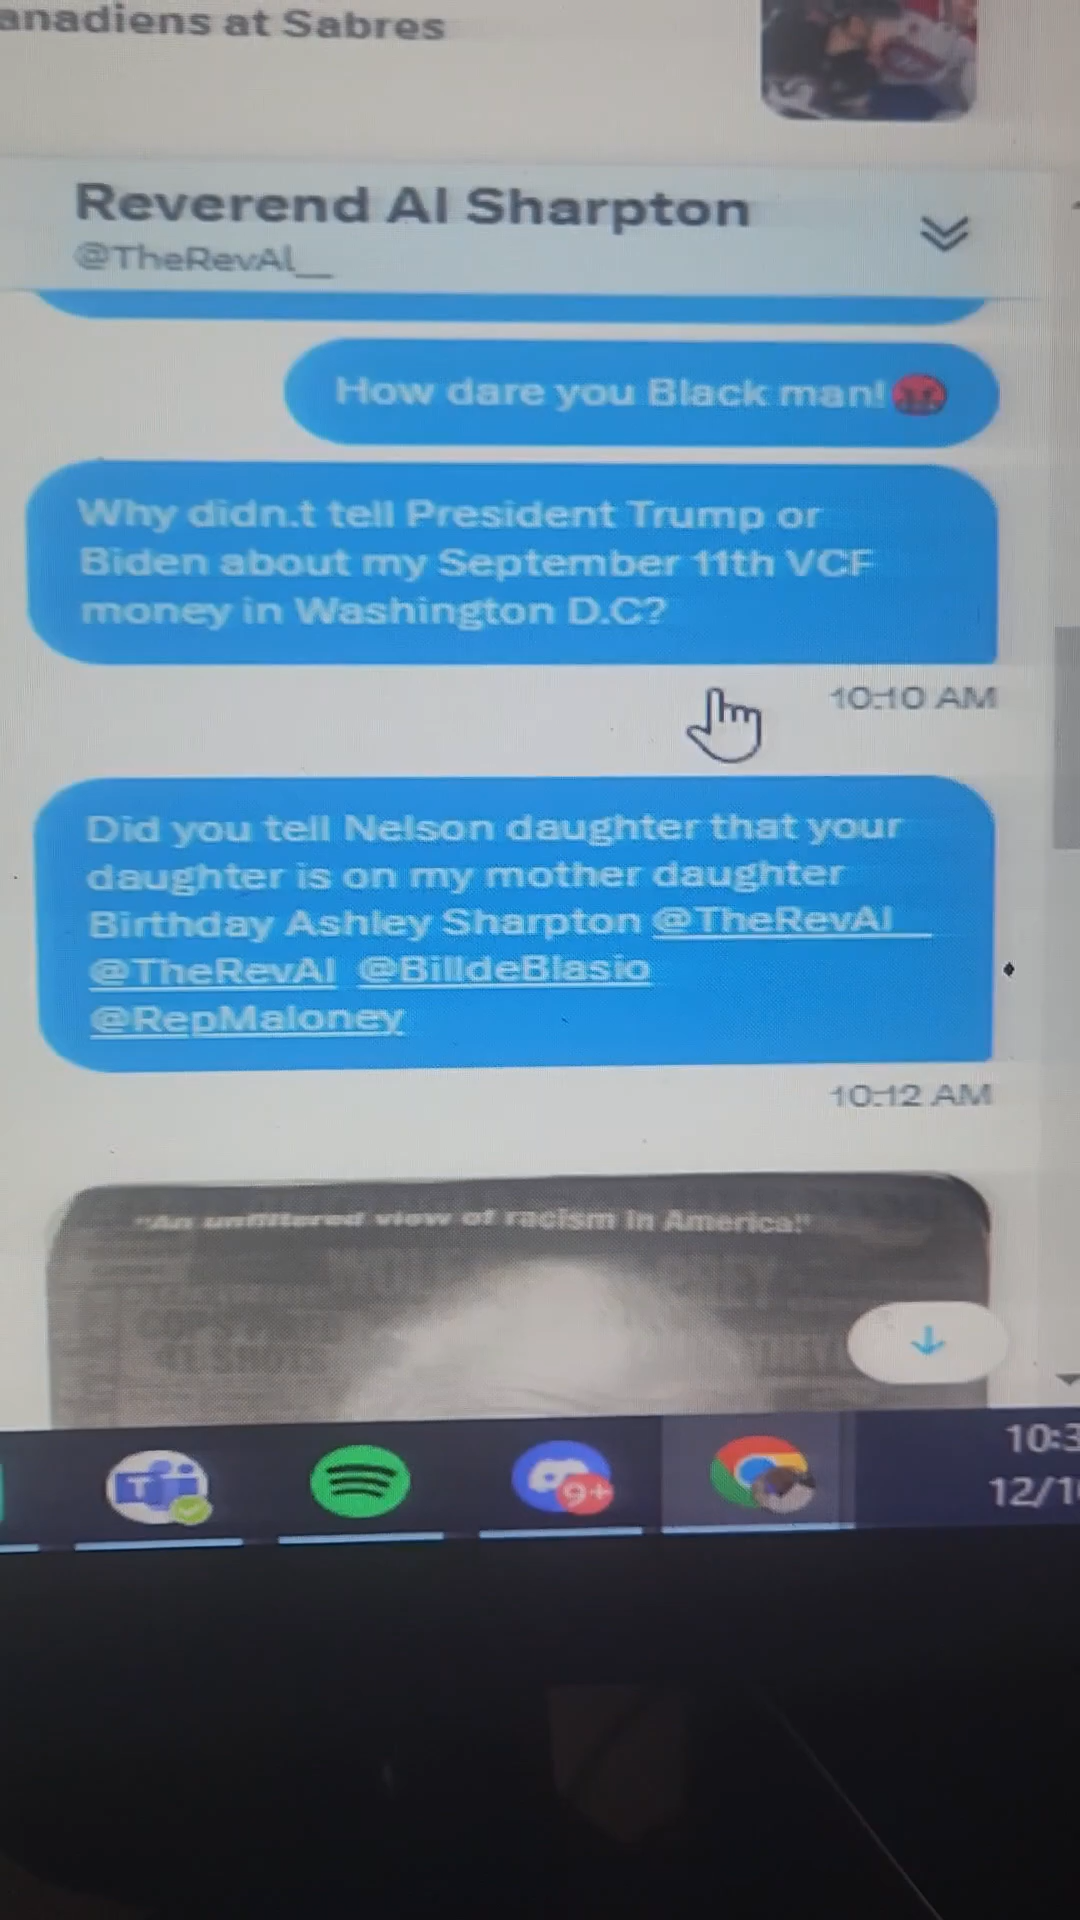 anadiens at Sabres
Reverend Al Sharpton
@TheRevAl__
How dare you Black man!
Why didn.t tell President Trump or
Biden about my September 11th VCF
money in Washington D.C?
10:10 AM
Did you tell Nelson daughter that your
daughter is on my mother daughter
Birthday Ashley Sharpton @TheRevAl__
@TheRevAl @BilldeBlasio
@RepMaloney
10:12 AM
"An unfiltered view of racism in America!"
T
9+
10:3
12/1